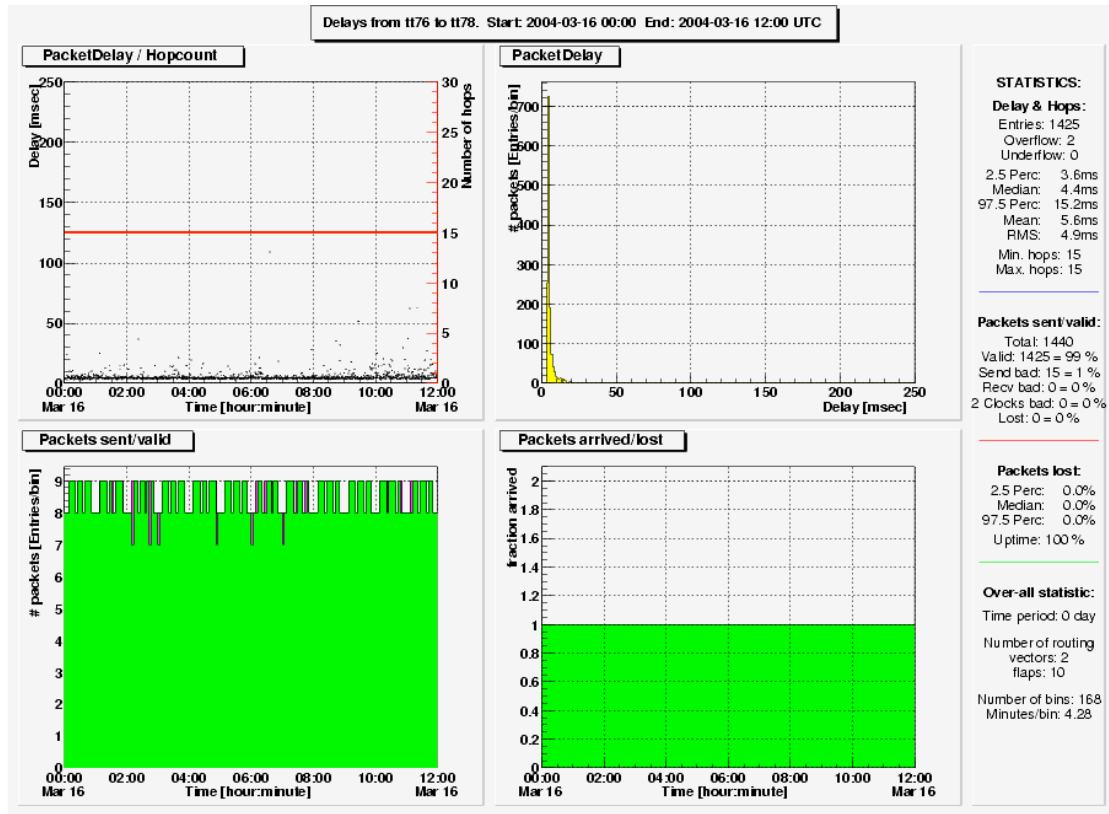 Delays from tt76 to tt78. Start: 2004-03-16 00:00 End: 2004-03-16 12:00 UTC
PacketDelay / Hopcount
Delay [msec]
250
200
150
100
50
0
Number of hops
30
25
20
15
10
5
0
00:00 02:00 04:00 06:00 08:00 10:00 12:00
Mar 16 Time [hour:minute] Mar 16
PacketDelay
# packets [Entries/bin]
700
600
500
400
300
200
100
0
0 50 100 150 200 250
Delay [msec]
Packets sent/valid
# packets [Entries/bin]
9
8
7
6
5
4
3
2
1
0
00:00 02:00 04:00 06:00 08:00 10:00 12:00
Mar 16 Time [hour:minute] Mar 16
Packets arrived/lost
fraction arrived
2
1.8
1.6
1.4
1.2
1
0.8
0.6
0.4
0.2
0
00:00 02:00 04:00 06:00 08:00 10:00 12:00
Mar 16 Time [hour:minute] Mar 16
STATISTICS:
Delay & Hops:
Entries: 1425
Overflow: 2
Underflow: 0
2.5 Perc: 3.6ms
Median: 4.4ms
97.5 Perc: 15.2ms
Mean: 5.6ms
RMS: 4.9ms
Min. hops: 15
Max. hops: 15
Packets sent/valid:
Total: 1440
Valid: 1425 = 99 %
Send bad: 15 = 1 %
Recv bad: 0 = 0 %
2 Clocks bad: 0 = 0 %
Lost: 0 = 0 %
Packets lost:
2.5 Perc: 0.0%
Median: 0.0%
97.5 Perc: 0.0%
Uptime: 100 %
Over-all statistic:
Time period: 0 day
Number of routing
vectors: 2
flaps: 10
Number of bins: 168
Minutes/bin: 4.28